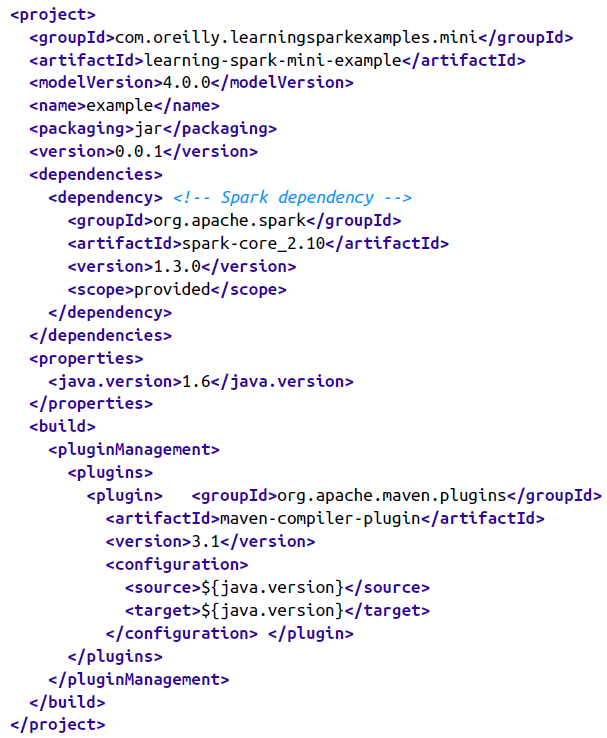 <project>
<groupId>com.oreilly.learningsparkexamples.mini</groupId>
<artifactId>learning-spark-mini-example</artifactId>
<modelVersion>4.0.0</modelVersion>
<name>example</name>
<packaging>jar</packaging>
<version>0.0.1</version>
<dependencies>
<dependency> <!-- Spark dependency -->
<groupId>org.apache.spark</groupId>
<artifactId>spark-core_2.10</artifactId>
<version>1.3.0</version>
<scope>provided</scope>
</dependency>
</dependencies>
<properties>
<java.version>1.6</java.version>
</properties>
<build>
<pluginManagement>
<plugins>
<plugin>   <groupId>org.apache.maven.plugins</groupId>
<artifactId>maven-compiler-plugin</artifactId>
<version>3.1</version>
<configuration>
<source>${java.version}</source>
<target>${java.version}</target>
</configuration> </plugin>
</plugins>
</pluginManagement>
</build>
</project>